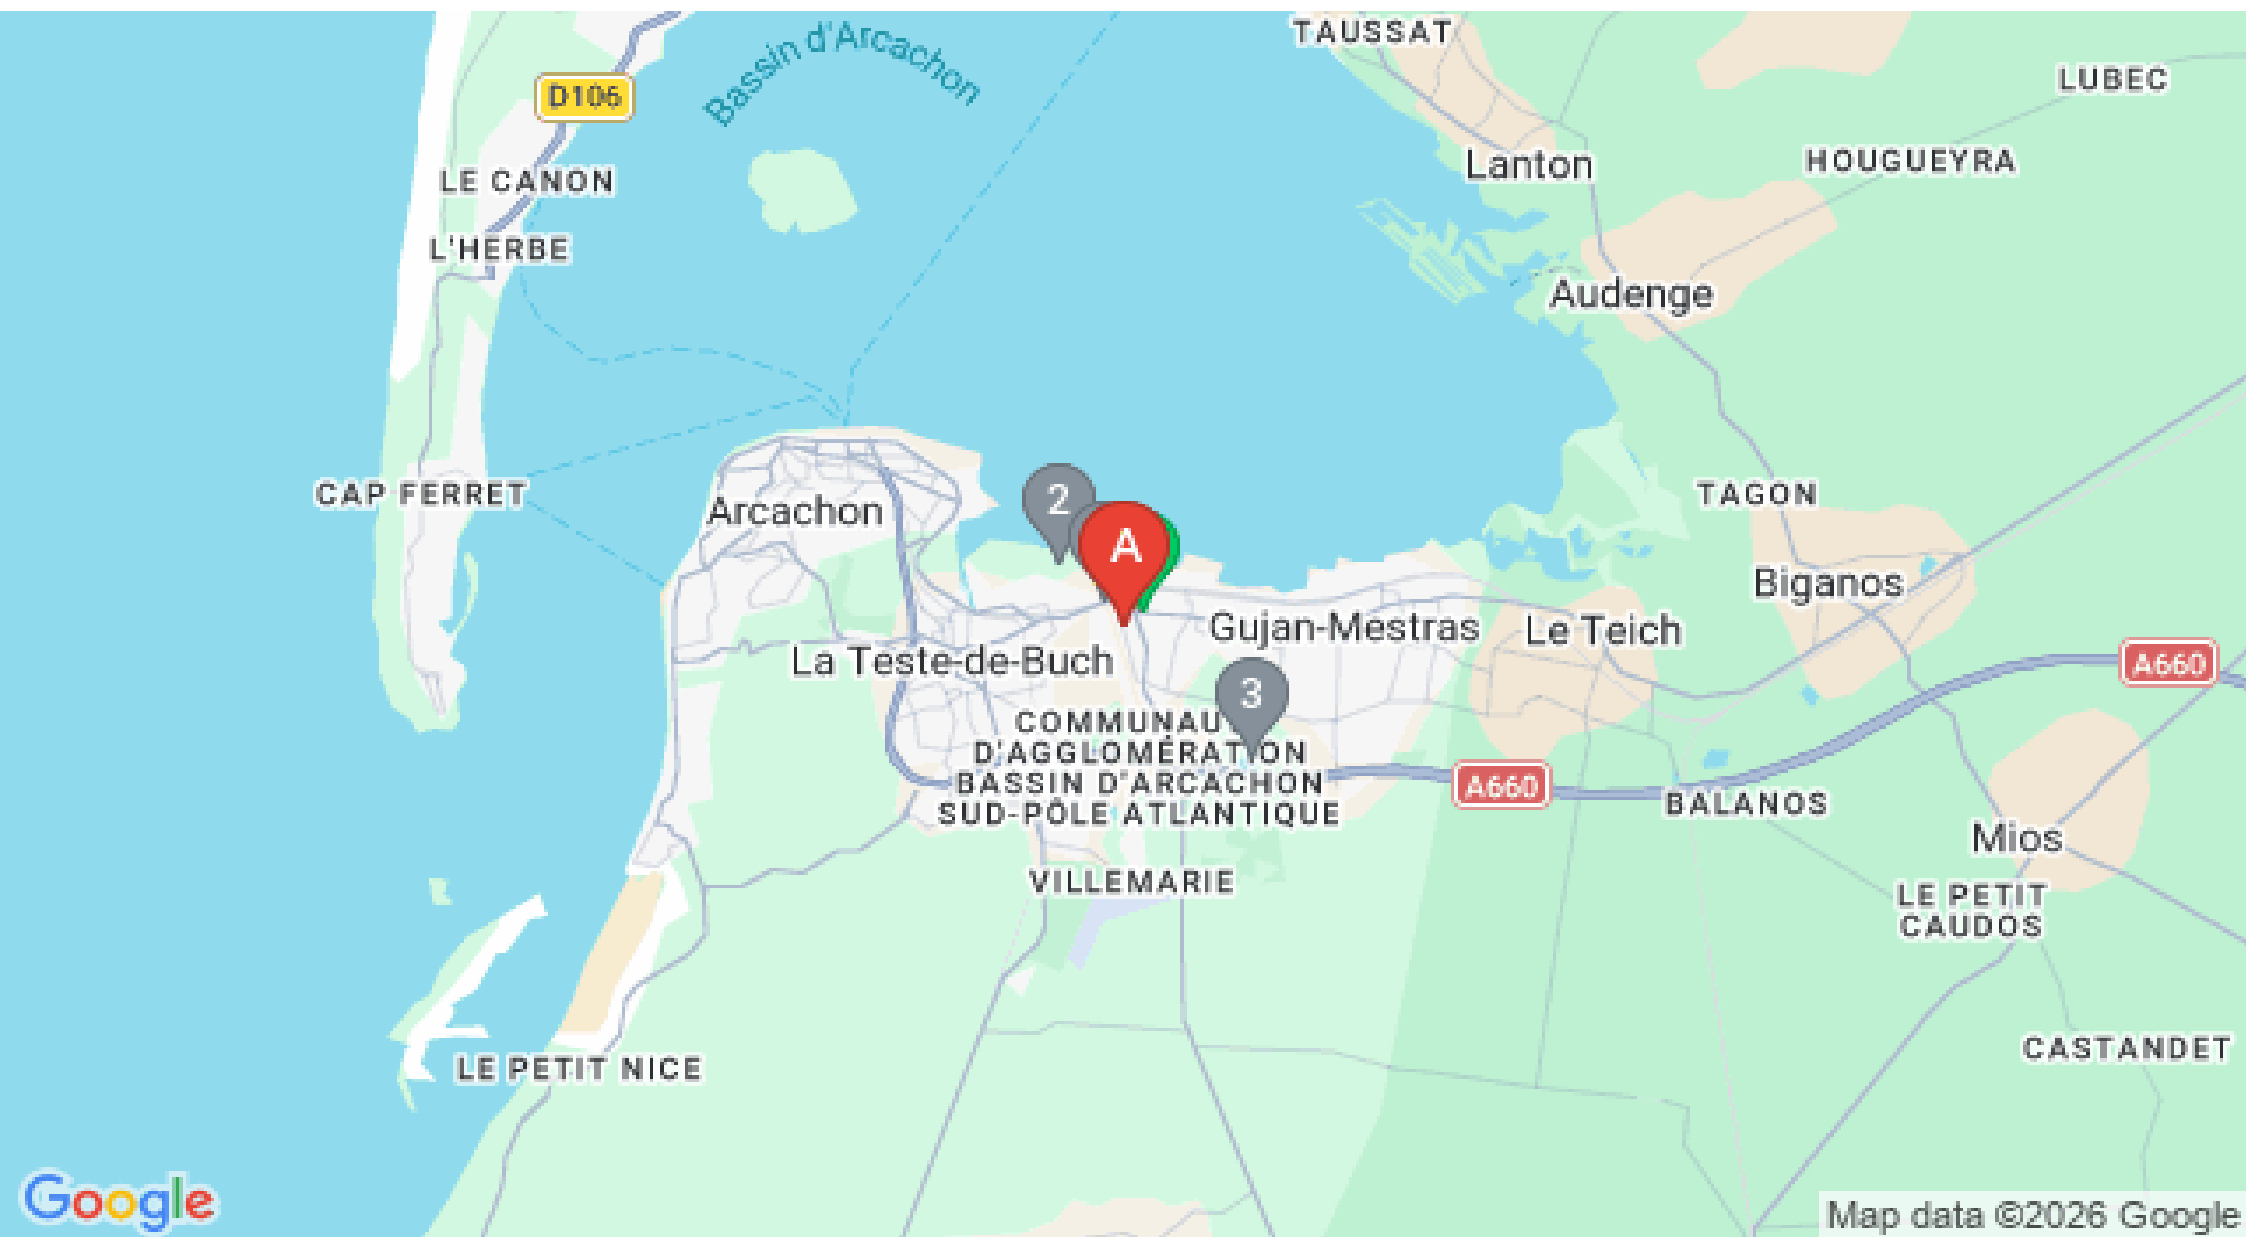 TAUSSAT
Bassin d'Arcachon
LUBEC
D106
Lanton
HOUGUEYRA
LE CANON
L'HERBE
Audenge
CAP FERRET
2
TAGON
Arcachon
A
Biganos
Gujan-Mestras
Le Teich
La Teste-de-Buch
A660
3
COMMUNAU
D'AGGLOMÉRATION
BASSIN D'ARCACHON
SUD-PÔLE ATLANTIQUE
A660
BALANOS
Mios
VILLEMARIE
LE PETIT
CAUDOS
CASTANDET
LE PETIT NICE
Google
Map data ©2026 Google